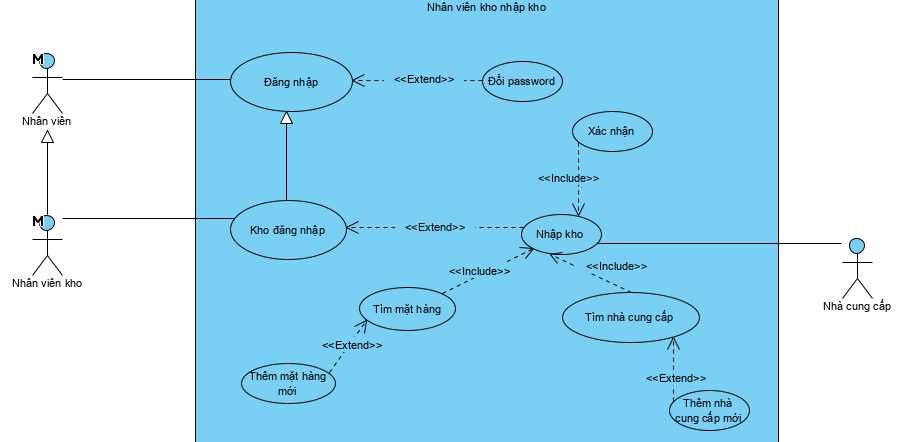 Nhân viên kho nhập kho
M
Nhân viên
Đăng nhập
<<Extend>>
Đổi password
Xác nhận
<<Include>>
M
Nhân viên kho
Kho đăng nhập
<<Extend>>
Nhập kho
Nhà cung cấp
<<Include>>
<<Include>>
Tìm mặt hàng
Tìm nhà cung cấp
<<Extend>>
<<Extend>>
Thêm mặt hàng
mới
Thêm nhà
cung cấp mới